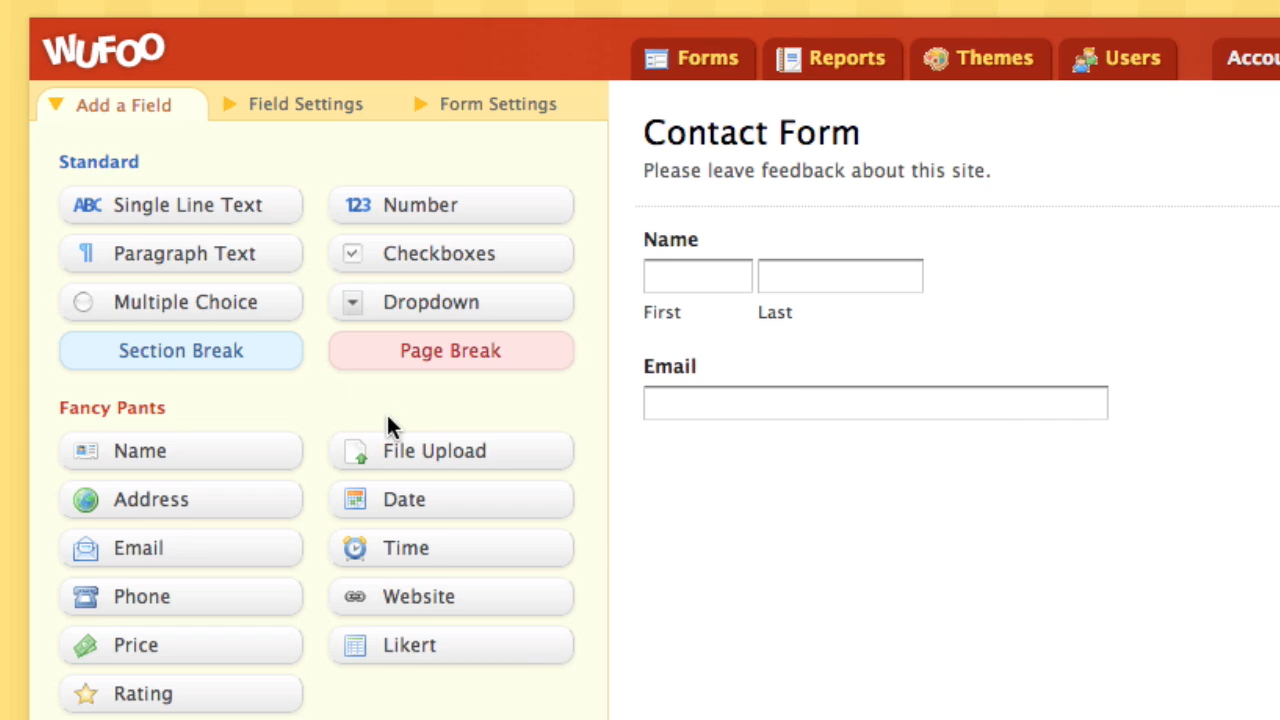 WUFOO
Forms Reports Themes Users
Add a Field Field Settings Form Settings
Standard
ABC Single Line Text 123 Number
¶ Paragraph Text Checkboxes
Multiple Choice Dropdown
Section Break Page Break
Fancy Pants
Name File Upload
Address Date
Email Time
Phone Website
Price Likert
Rating
Contact Form
Please leave feedback about this site.
Name
First Last
Email